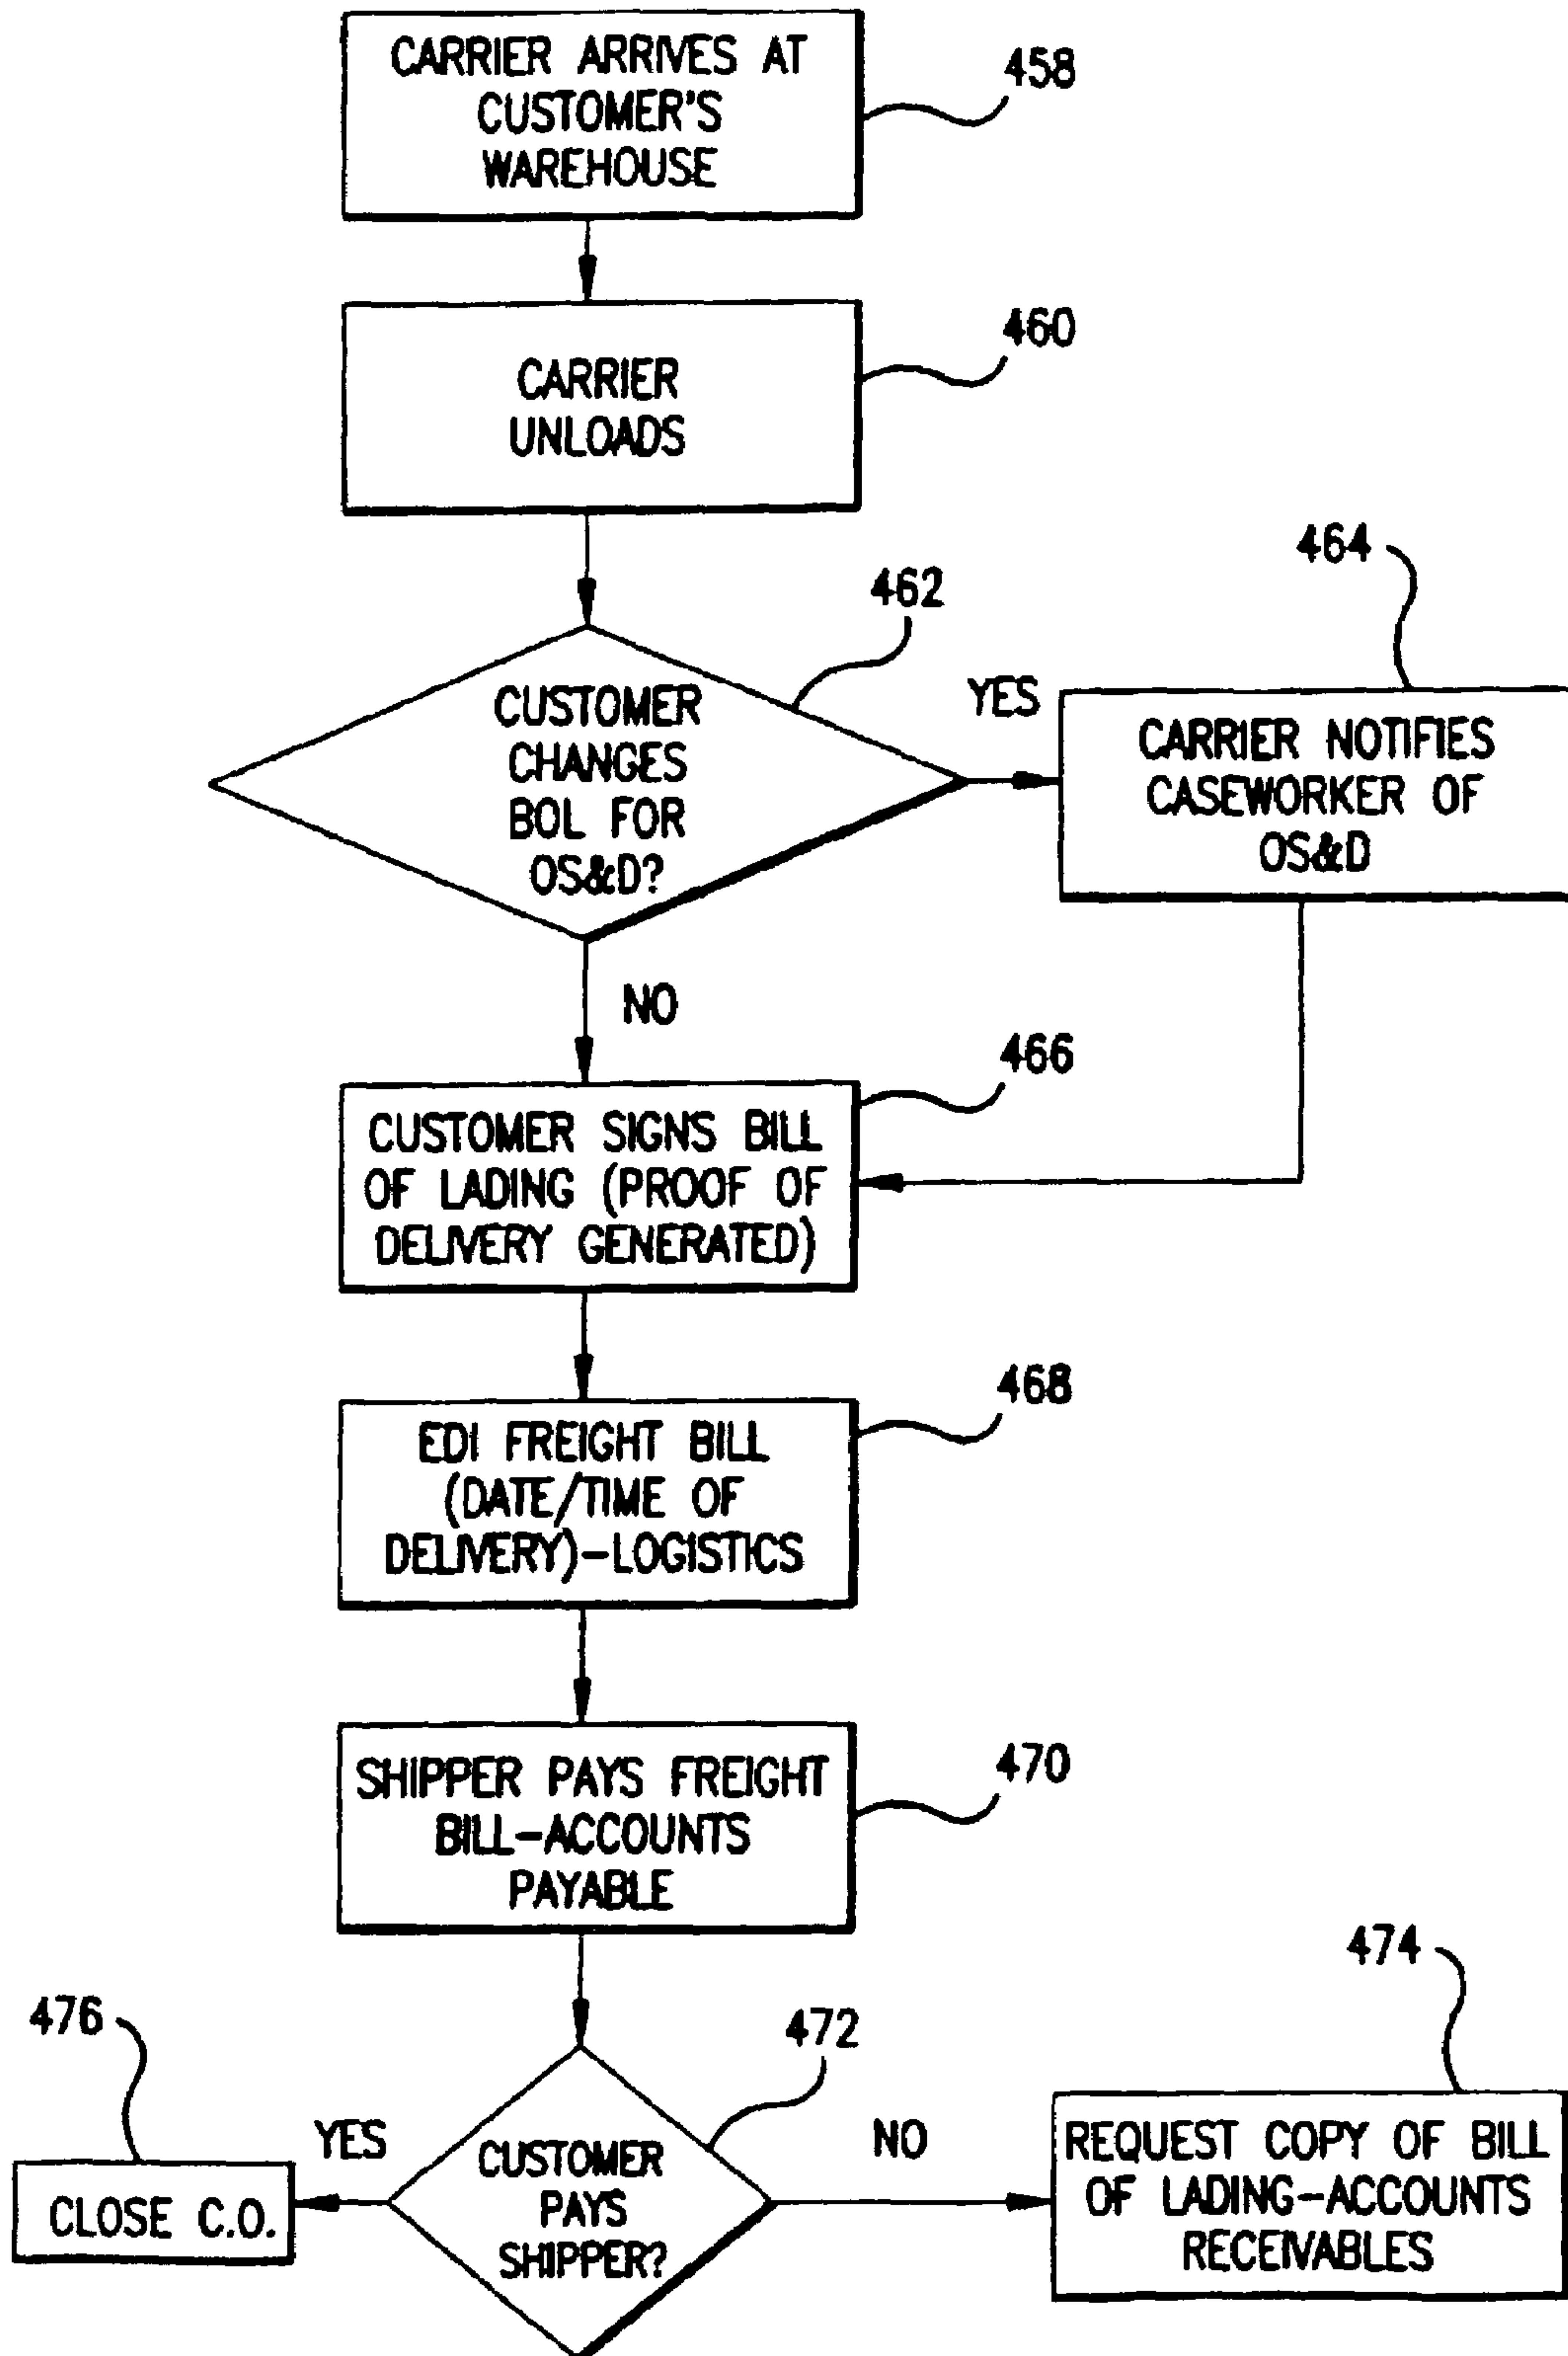 CARRIER ARRIVES AT
CUSTOMER'S
WAREHOUSE
458
CARRIER
UNLOADS
460
462
CUSTOMER
CHANGES
BOL FOR
OS&D?
YES
464
CARRIER NOTIFIES
CASEWORKER OF
OS&D
NO
466
CUSTOMER SIGNS BILL
OF LADING (PROOF OF
DELIVERY GENERATED)
468
EDI FREIGHT BILL
(DATE/TIME OF
DELIVERY)-LOGISTICS
470
SHIPPER PAYS FREIGHT
BILL-ACCOUNTS
PAYABLE
472
CUSTOMER
PAYS
SHIPPER?
YES
476
CLOSE C.O.
NO
474
REQUEST COPY OF BILL
OF LADING-ACCOUNTS
RECEIVABLES